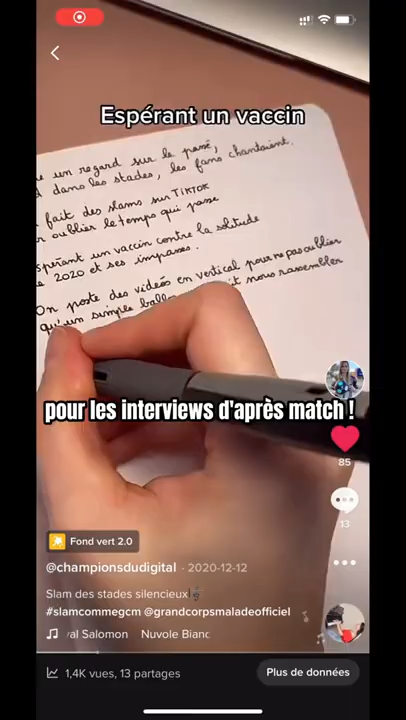 Espérant un vaccin
un regard sur le passé,
dans les stades, les fans chantaient.
fait des slams sur TikTok
oublier le temps qui passe
un vaccin contre la solitude
2020 et ses impasses.
On poste des vidéos en vertical pour ne pas oublier
qu'un simple nous rassembler
pour les interviews d'après match !
85
13
Fond vert 2.0
@championsdudigital · 2020-12-12
Slam des stades silencieux
#slamcommegcm @grandcorpsmaladeofficiel
val Salomon Nuvole Bianc
1,4K vues, 13 partages
Plus de données